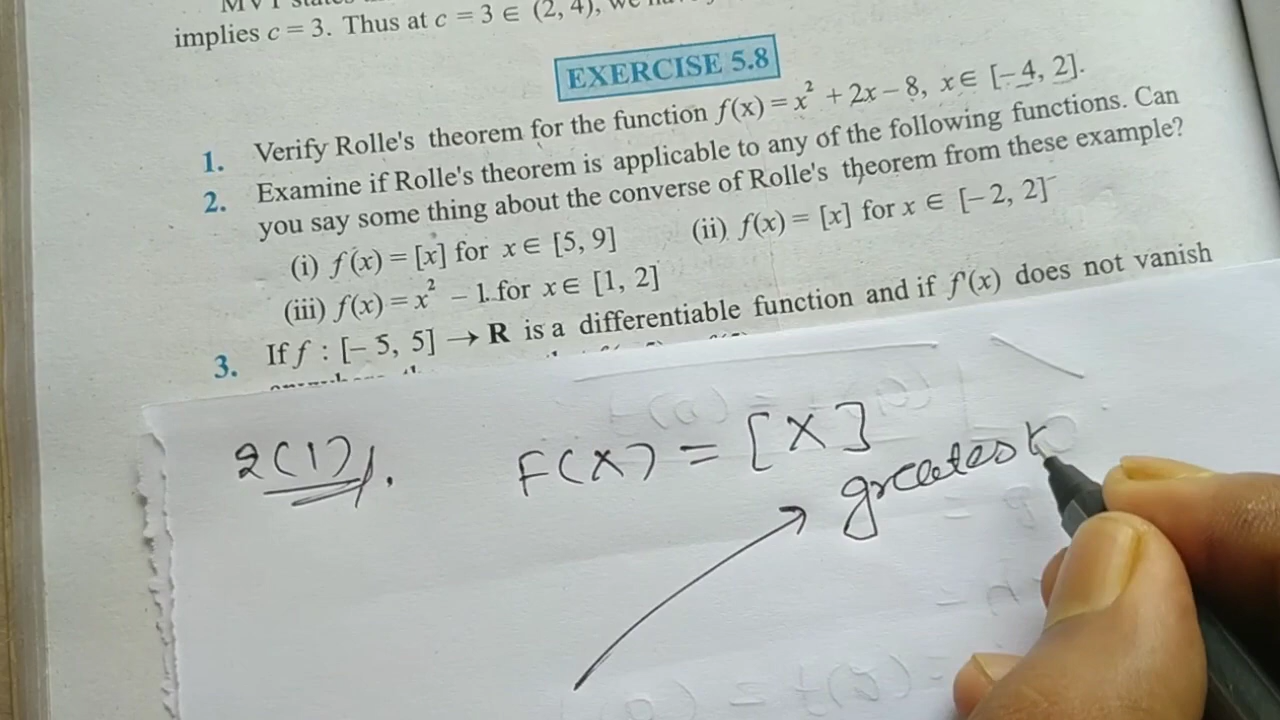 implies c = 3. Thus at c = 3 ∈ (2, 4), we
EXERCISE 5.8
1. Verify Rolle's theorem for the function f(x) = x² + 2x – 8, x ∈ [– 4, 2].
2. Examine if Rolle's theorem is applicable to any of the following functions. Can
you say some thing about the converse of Rolle's theorem from these example?
(i) f(x) = [x] for x ∈ [5, 9] (ii) f(x) = [x] for x ∈ [– 2, 2]
(iii) f(x) = x² – 1 for x ∈ [1, 2]
3. If f : [– 5, 5] → R is a differentiable function and if f'(x) does not vanish
2(1). F(X) = [X]
greatest